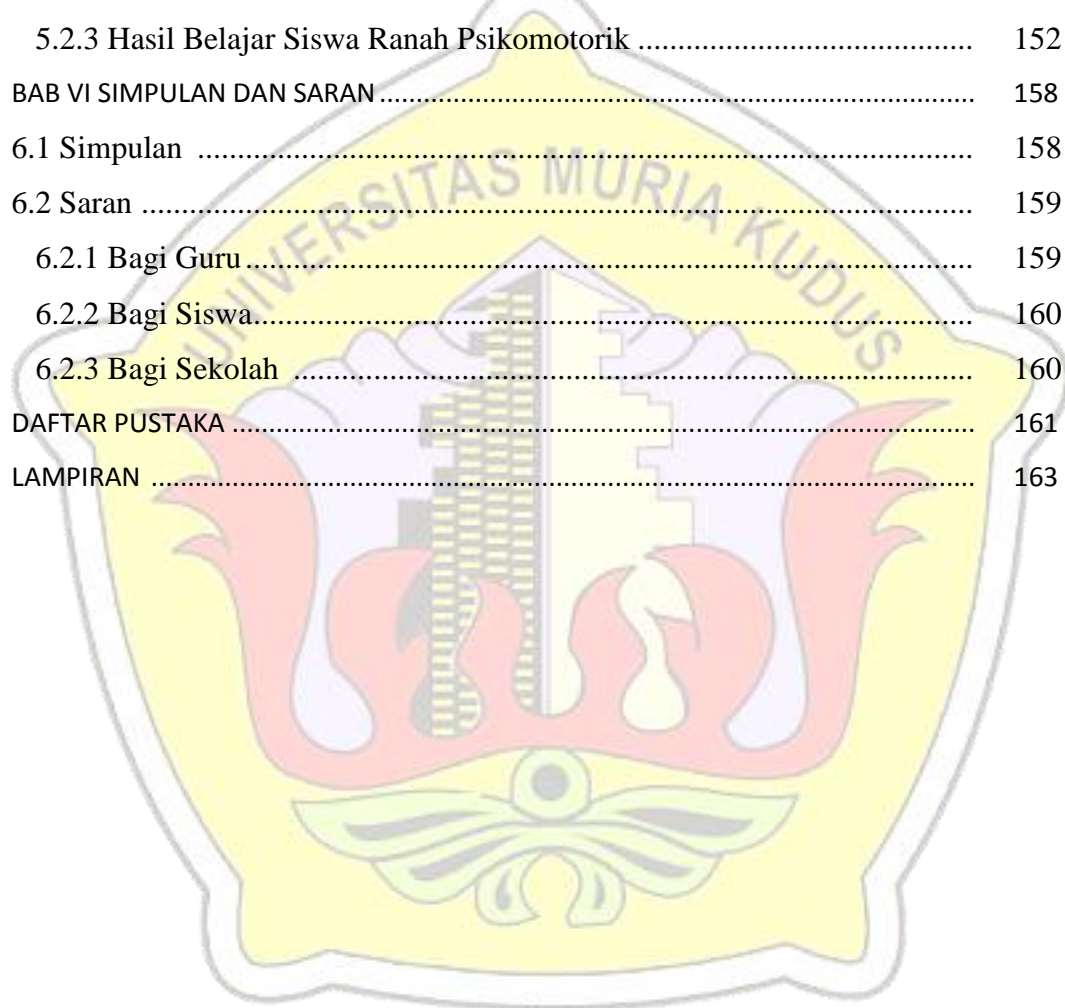 5.2.3 Hasil Belajar Siswa Ranah Psikomotorik ....................................... 152
BAB VI SIMPULAN DAN SARAN ........................................................................ 158
6.1 Simpulan ............................................................................................ 158
6.2 Saran ................................................................................................... 159
6.2.1 Bagi Guru ....................................................................................... 159
6.2.2 Bagi Siswa...................................................................................... 160
6.2.3 Bagi Sekolah ................................................................................. 160
DAFTAR PUSTAKA .......................................................................................... 161
LAMPIRAN .................................................................................................... 163
UNIVERSITAS MURIA KUDUS